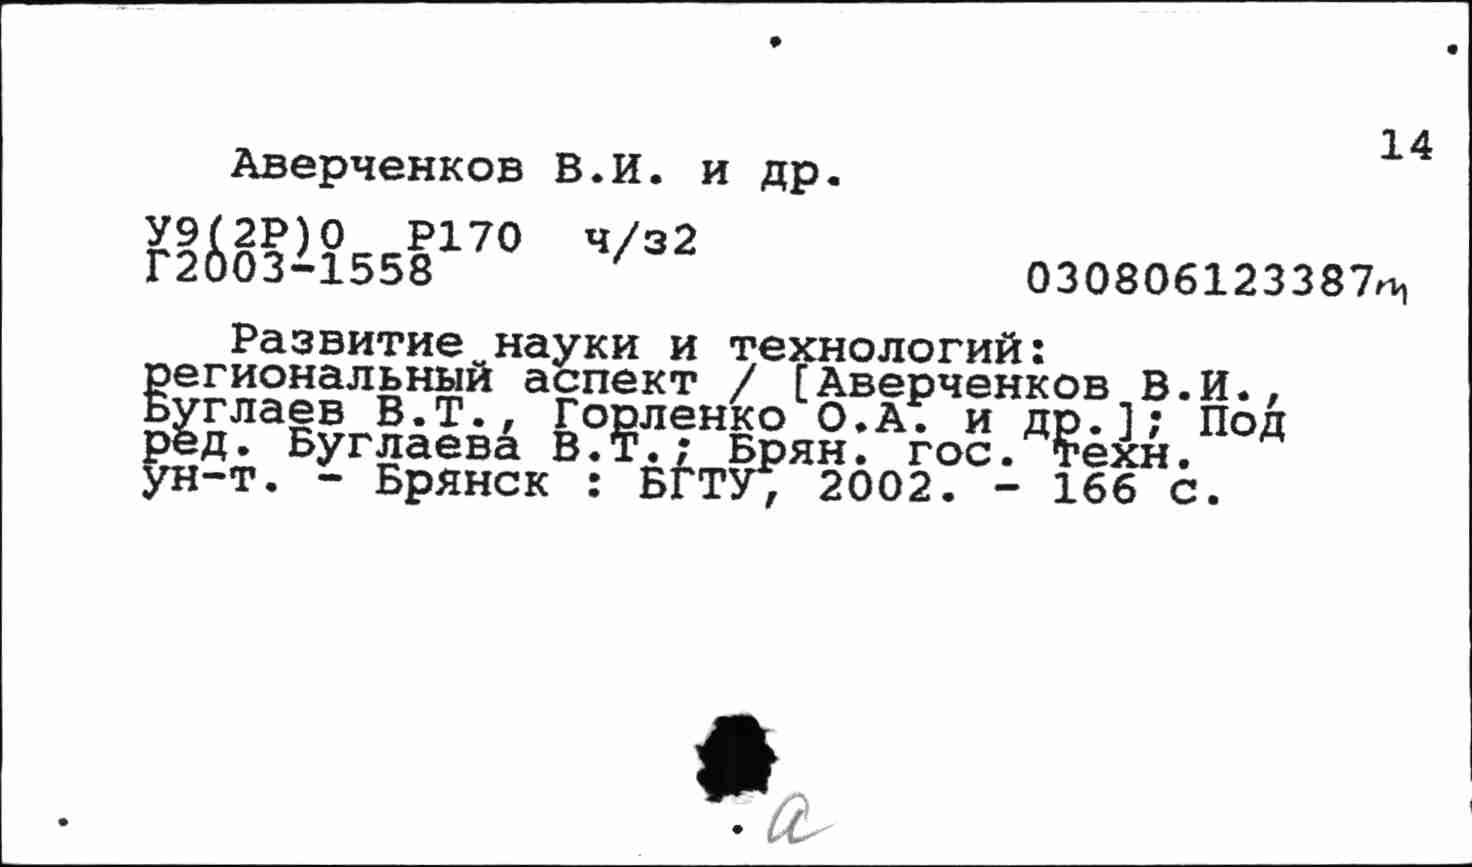 14
Аверченков В.И. и др.
У9(2Р)0 Р170 ч/з2
Г2003-1558
030806123387m
Развитие науки и технологий:
региональный аспект / [Аверченков В.И.,
Буглаев В.Т., Горленко О.А. и др.]; Под
ред. Буглаева В.Т.; Брян. гос. техн.
ун-т. - Брянск : БГТУ, 2002. - 166 с.
а